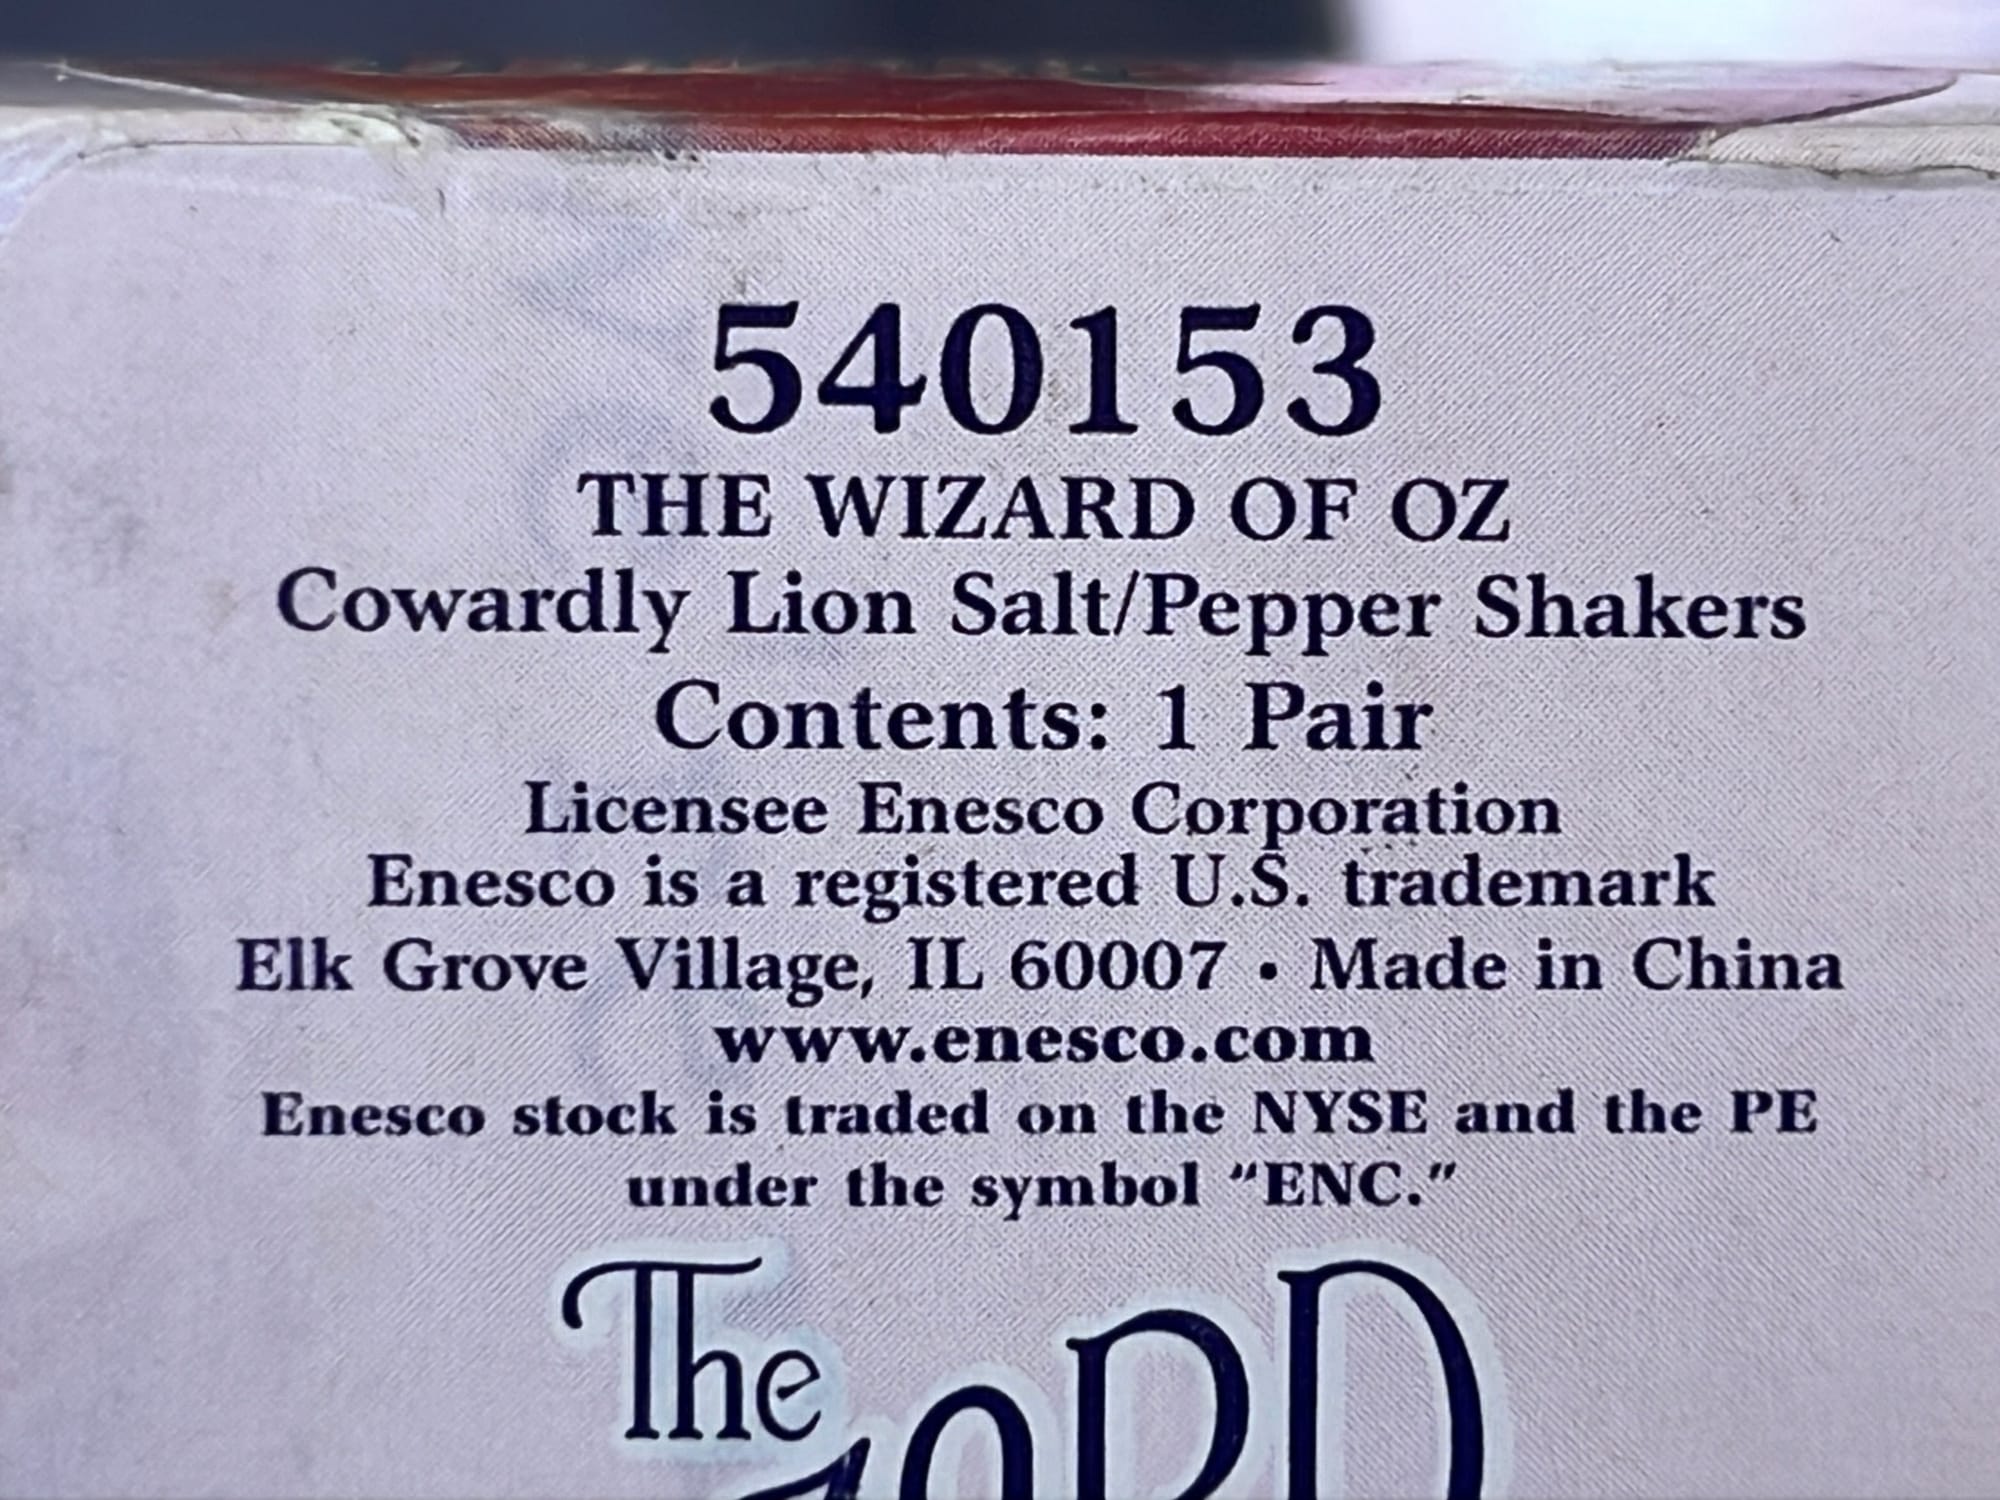 540153
THE WIZARD OF OZ
Cowardly Lion Salt/Pepper Shakers
Contents: 1 Pair
Licensee Enesco Corporation
Enesco is a registered U.S. trademark
Elk Grove Village, IL 60007 • Made in China
www.enesco.com
Enesco stock is traded on the NYSE and the PE
under the symbol "ENC."
The